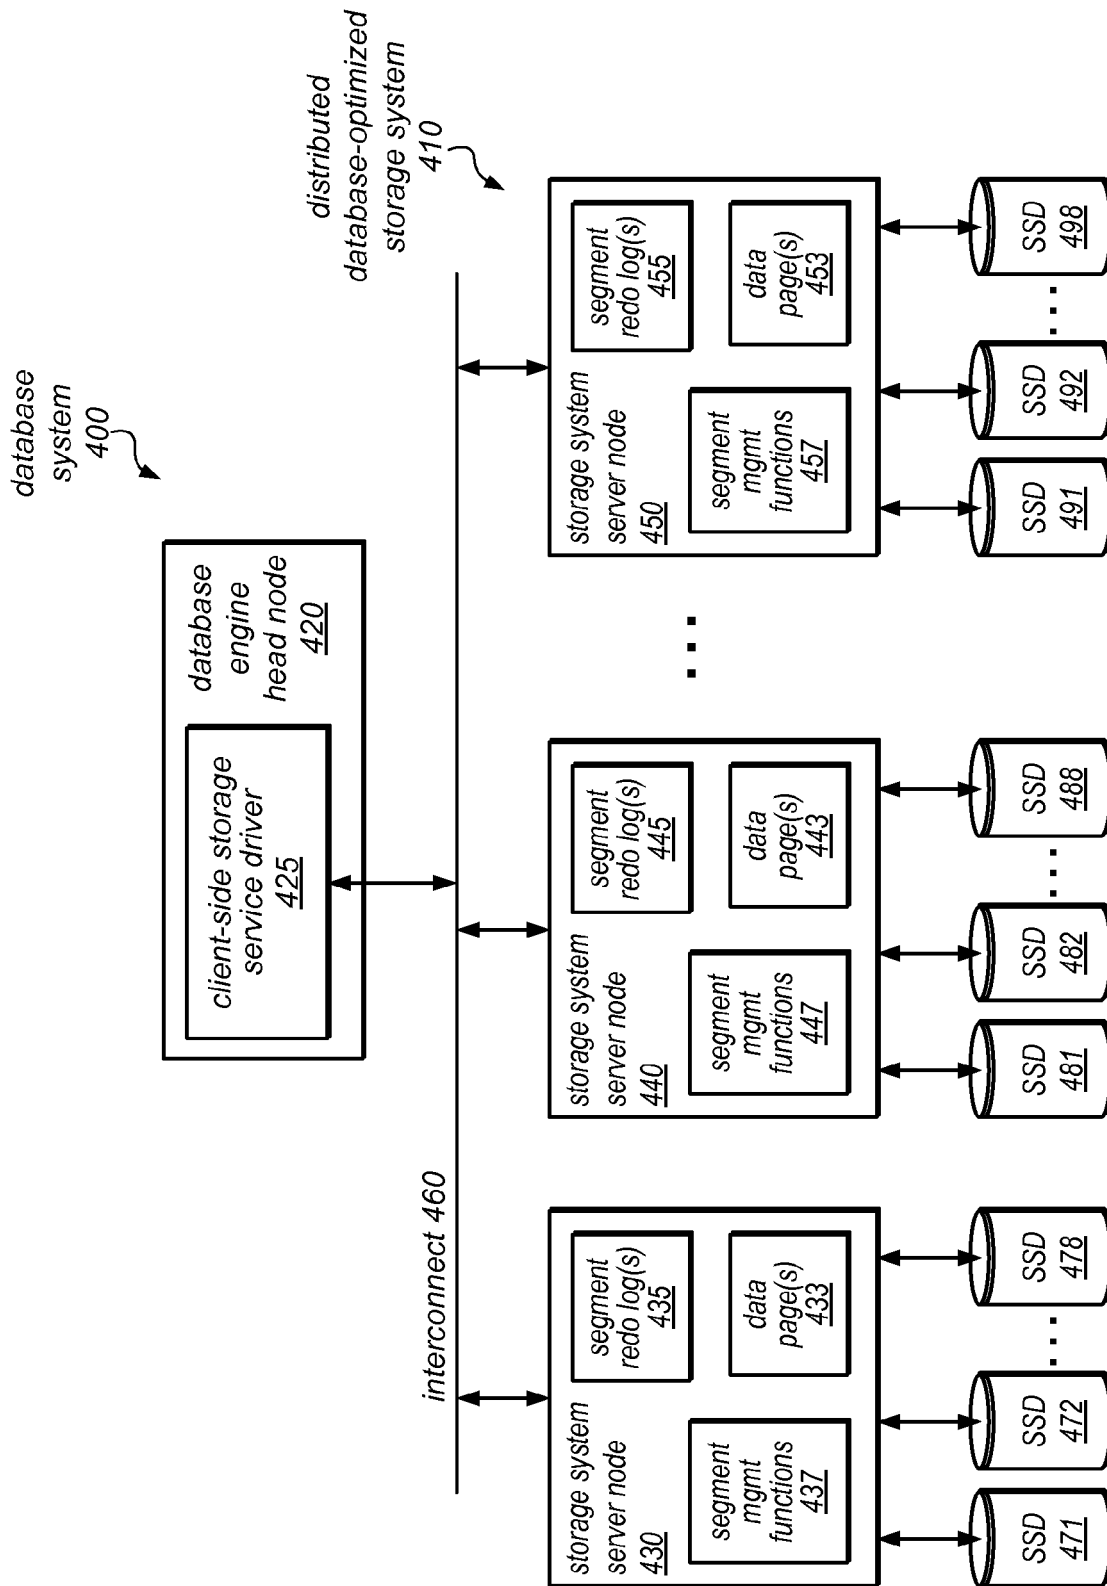 database
system
400
database
engine
head node
420
client-side storage
service driver
425
distributed
database-optimized
storage system
410
interconnect 460
storage system
server node
430
segment
redo log(s)
435
segment
mgmt
functions
437
data
page(s)
433
SSD
471
SSD
472
...
SSD
478
storage system
server node
440
segment
redo log(s)
445
segment
mgmt
functions
447
data
page(s)
443
SSD
481
SSD
482
...
SSD
488
...
storage system
server node
450
segment
redo log(s)
455
segment
mgmt
functions
457
data
page(s)
453
SSD
491
SSD
492
...
SSD
498